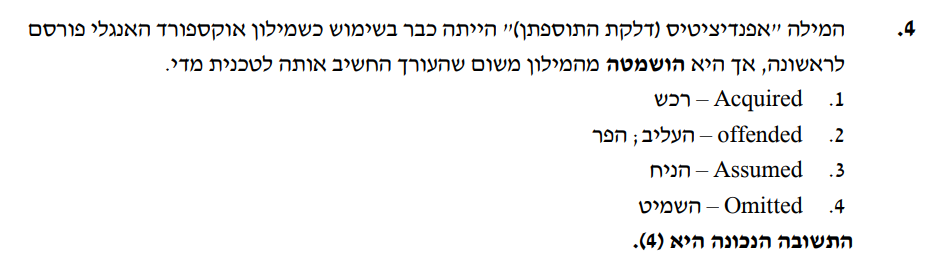 4. המילה "אפנדיציטיס (דלקת התוספתן)" הייתה כבר בשימוש כשמילון אוקספורד האנגלי פורסם
לראשונה, אך היא הושמטה מהמילון משום שהעורך החשיב אותה לטכנית מדי.
1. Acquired – רכש
2. offended – העליב; הפר
3. Assumed – הניח
4. Omitted – השמיט
התשובה הנכונה היא (4).